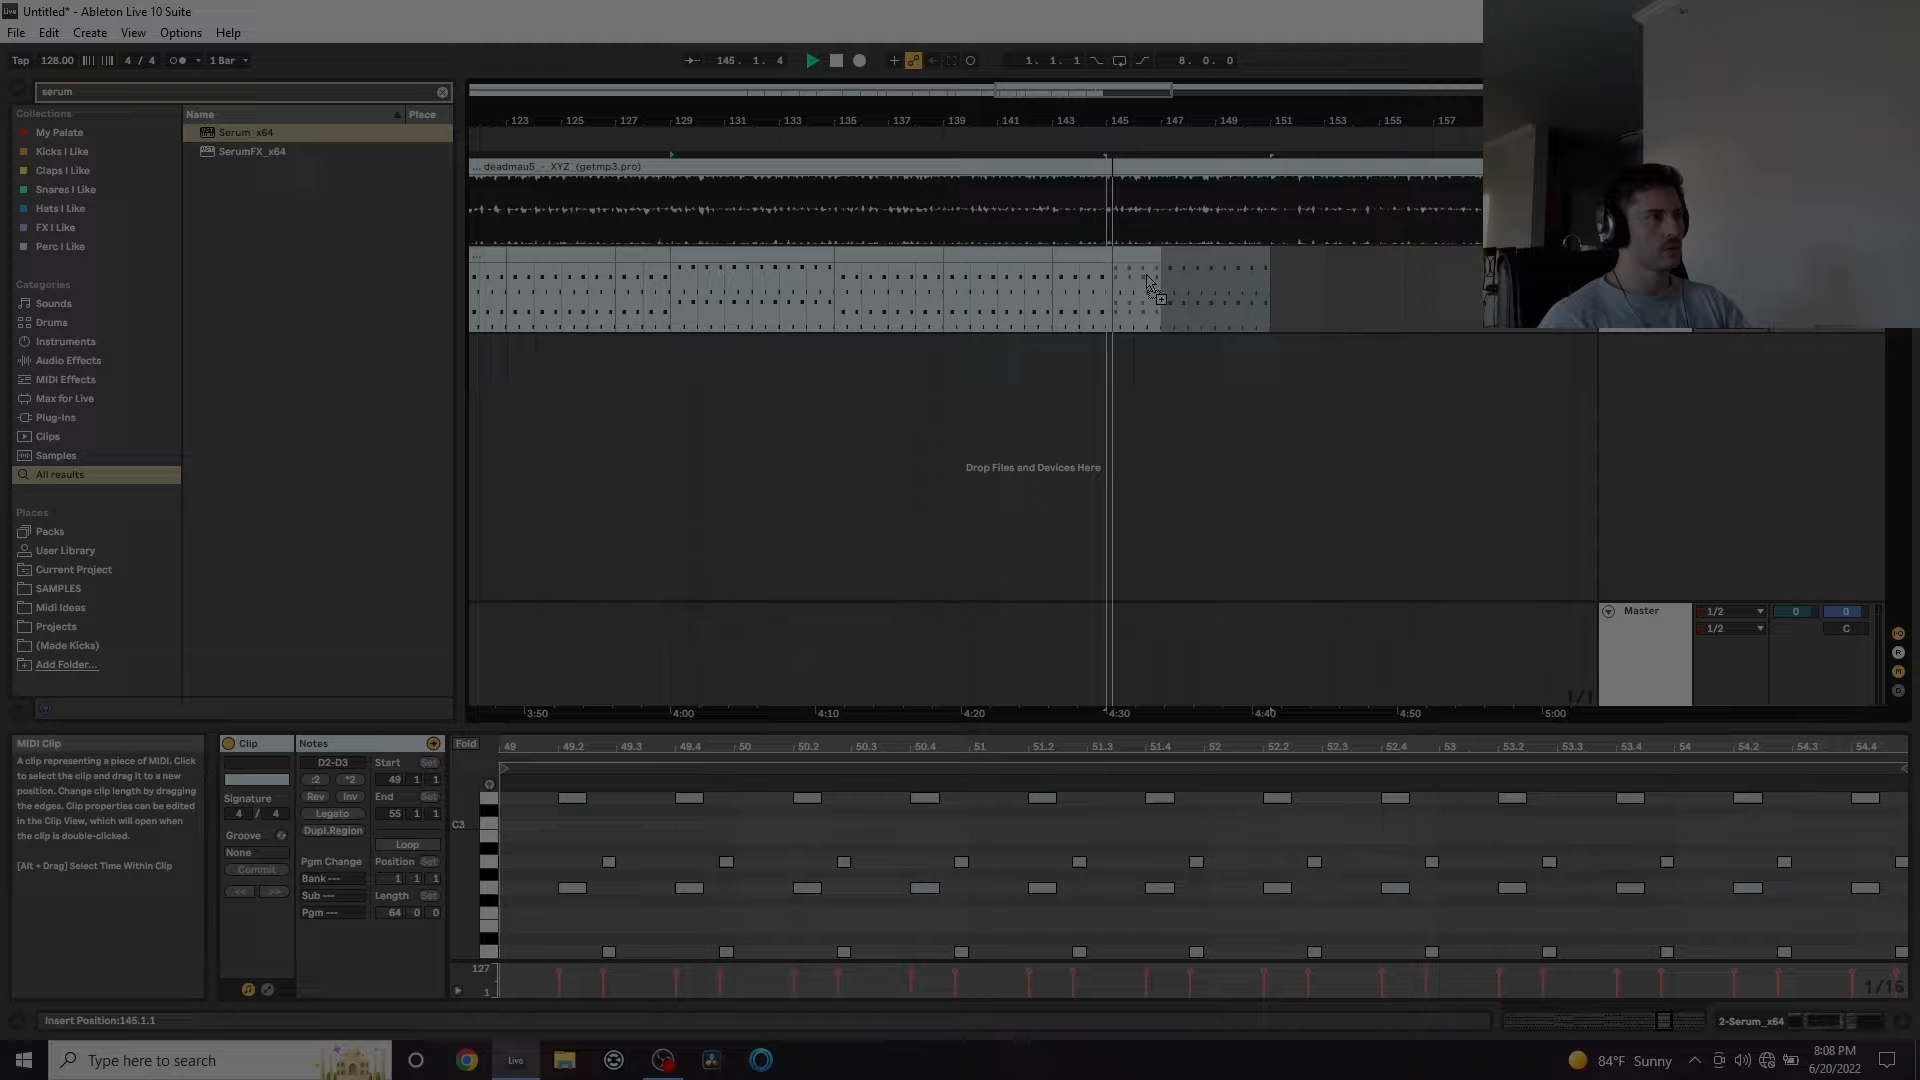 Untitled* - Ableton Live 10 Suite
File Edit Create View Options Help
Tap 128.00 4 / 4 1 Bar 145. 1. 4 1. 1. 1 8. 0. 0
serum
Collections
My Palate
Kicks I Like
Claps I Like
Snares I Like
Hats I Like
FX I Like
Perc I Like
Categories
Sounds
Drums
Instruments
Audio Effects
MIDI Effects
Max for Live
Plug-Ins
Clips
Samples
All results
Places
Packs
User Library
Current Project
SAMPLES
Midi Ideas
Projects
(Made Kicks)
Add Folder...
Name Place
Serum_x64
SerumFX_x64
123 125 127 129 131 133 135 137 139 141 143 145 147 149 151 153 155 157
... deadmau5_-_XYZ_(getmp3.pro)
...
Drop Files and Devices Here
Master 1/2 0 0
1/2 C
1/1
3:50 4:00 4:10 4:20 4:30 4:40 4:50 5:00
MIDI Clip
A clip representing a piece of MIDI. Click
to select the clip and drag it to a new
position. Change clip length by dragging
the edges. Clip properties can be edited
in the Clip View, which will open when
the clip is double-clicked.
[Alt + Drag] Select Time Within Clip
Clip
Signature
4 / 4
Groove
None
Commit
<< >>
Notes
D2-D3
:2 *2
Rev Inv
Legato
Dupl.Region
Pgm Change
Bank ---
Sub ---
Pgm ---
Start Set
49 1 1
End Set
55 1 1
Loop
Position Set
1 1 1
Length Set
64 0 0
Fold 49 49.2 49.3 49.4 50 50.2 50.3 50.4 51 51.2 51.3 51.4 52 52.2 52.3 52.4 53 53.2 53.3 53.4 54 54.2 54.3 54.4
C3
127
1
1/16
Insert Position:145.1.1
2-Serum_x64
Type here to search
Live
84°F Sunny
8:08 PM
6/20/2022